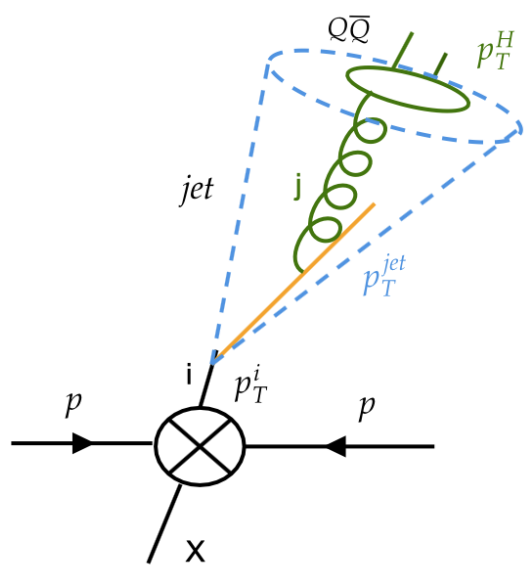 QQ̅
p_T^H
jet
j
p_T^{jet}
i
p_T^i
p
p
X